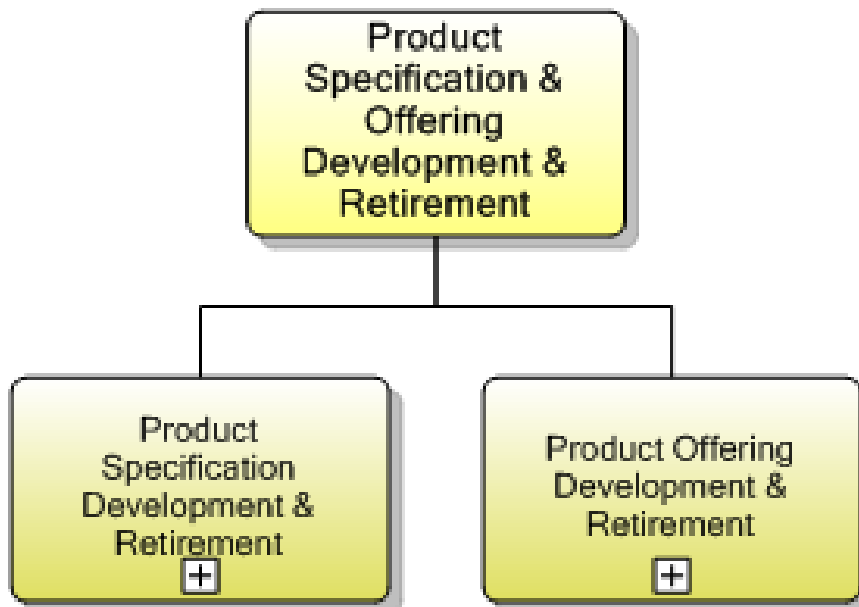 Product
Specification &
Offering
Development &
Retirement
Product
Specification
Development &
Retirement
Product Offering
Development &
Retirement